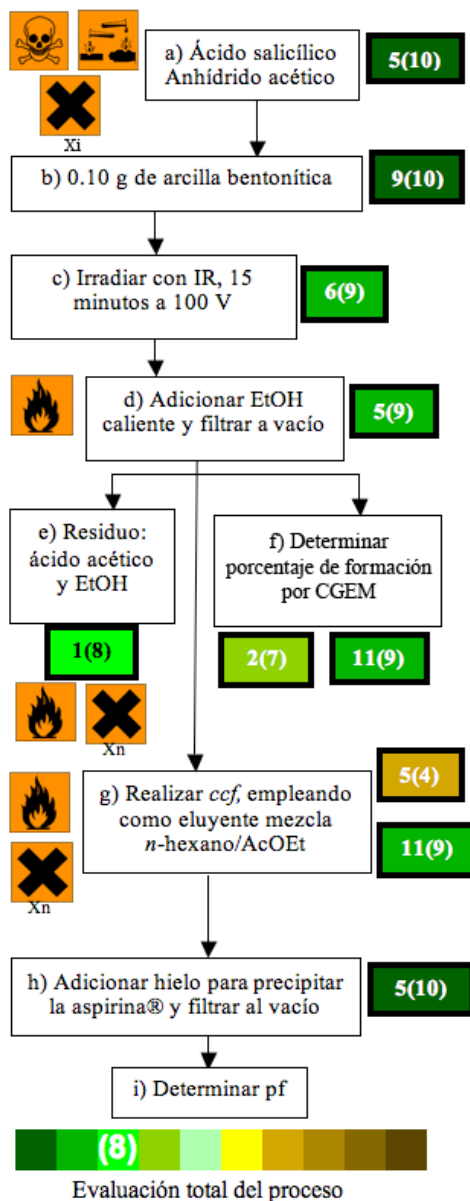 a) Ácido salicílico
Anhídrido acético
5(10)
Xi
b) 0.10 g de arcilla bentonítica
9(10)
c) Irradiar con IR, 15
minutos a 100 V
6(9)
d) Adicionar EtOH
caliente y filtrar a vacío
5(9)
e) Residuo:
ácido acético
y EtOH
1(8)
Xn
f) Determinar
porcentaje de formación
por CGEM
2(7)
11(9)
g) Realizar ccf, empleando
como eluyente mezcla
n-hexano/AcOEt
5(4)
11(9)
Xn
h) Adicionar hielo para precipitar
la aspirina® y filtrar al vacío
5(10)
i) Determinar pf
(8)
Evaluación total del proceso